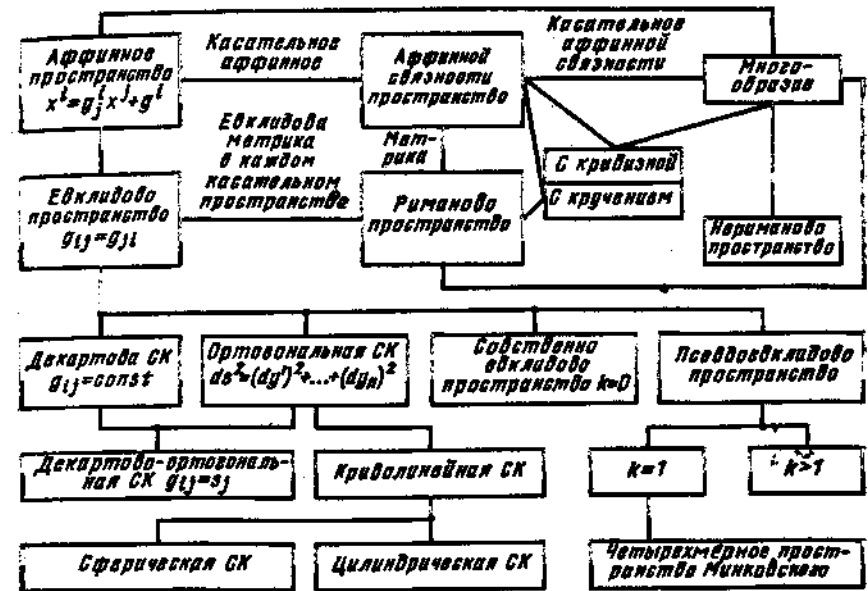 Аффинное
пространство
x^i=g^i_j x^j+g^i
Касательное
аффинное
Аффинной
связности
пространство
Касательное
аффинной
связности
Много-
образие
Евклидова
метрика
в каждом
касательном
пространстве
Мет-
рика
С кривизной
С кручением
Евклидово
пространство
g_ij=g_ji
Риманово
пространство
Нериманово
пространство
Декартова СК
g_ij=const
Ортогональная СК
ds²=(dy')²+...+(dy_n)²
Собственно
евклидово
пространство k=0
Псевдоевклидово
пространство
Декартово-ортогональ-
ная СК g_ij=s_j
Криволинейная СК
k=1
k>1
Сферическая СК
Цилиндрическая СК
Четырехмерное прост-
ранство Минковского